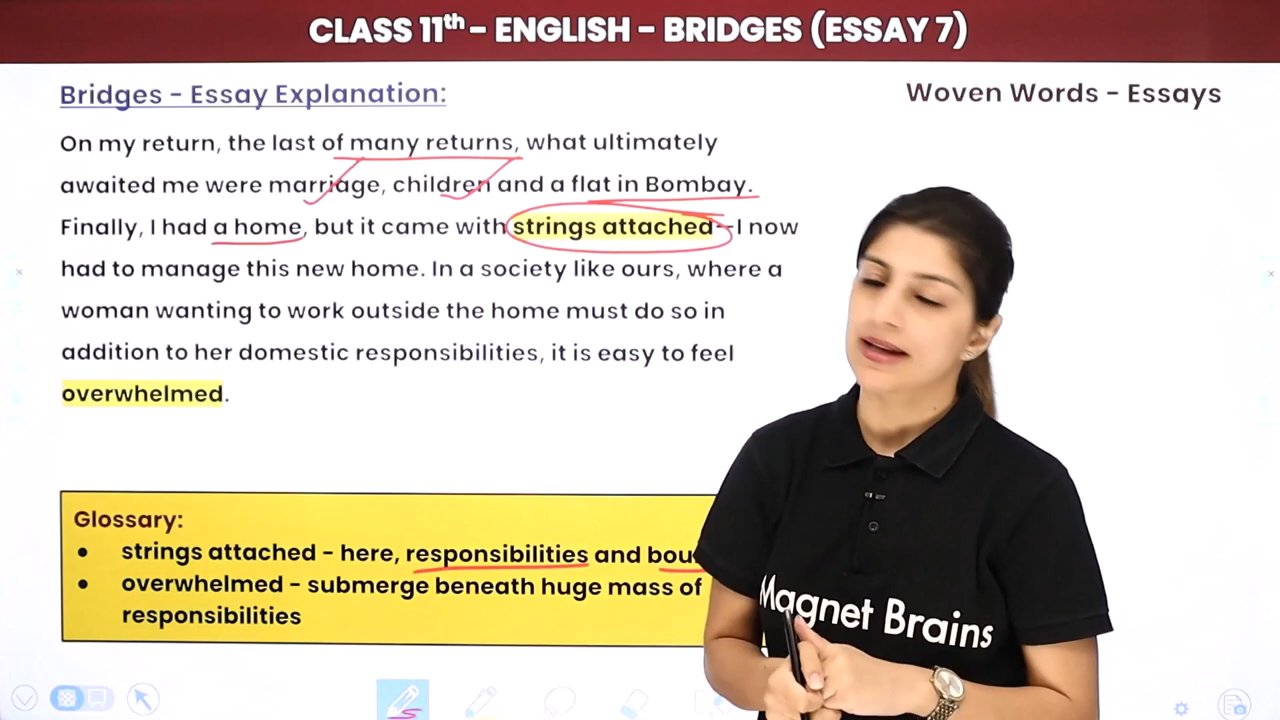 CLASS 11th - ENGLISH - BRIDGES (ESSAY 7)
Bridges - Essay Explanation:
Woven Words - Essays
On my return, the last of many returns, what ultimately
awaited me were marriage, children and a flat in Bombay.
Finally, I had a home, but it came with strings attached--I now
had to manage this new home. In a society like ours, where a
woman wanting to work outside the home must do so in
addition to her domestic responsibilities, it is easy to feel
overwhelmed.
Glossary:
• strings attached - here, responsibilities and
• overwhelmed - submerge beneath huge mass of
responsibilities
Magnet Brains